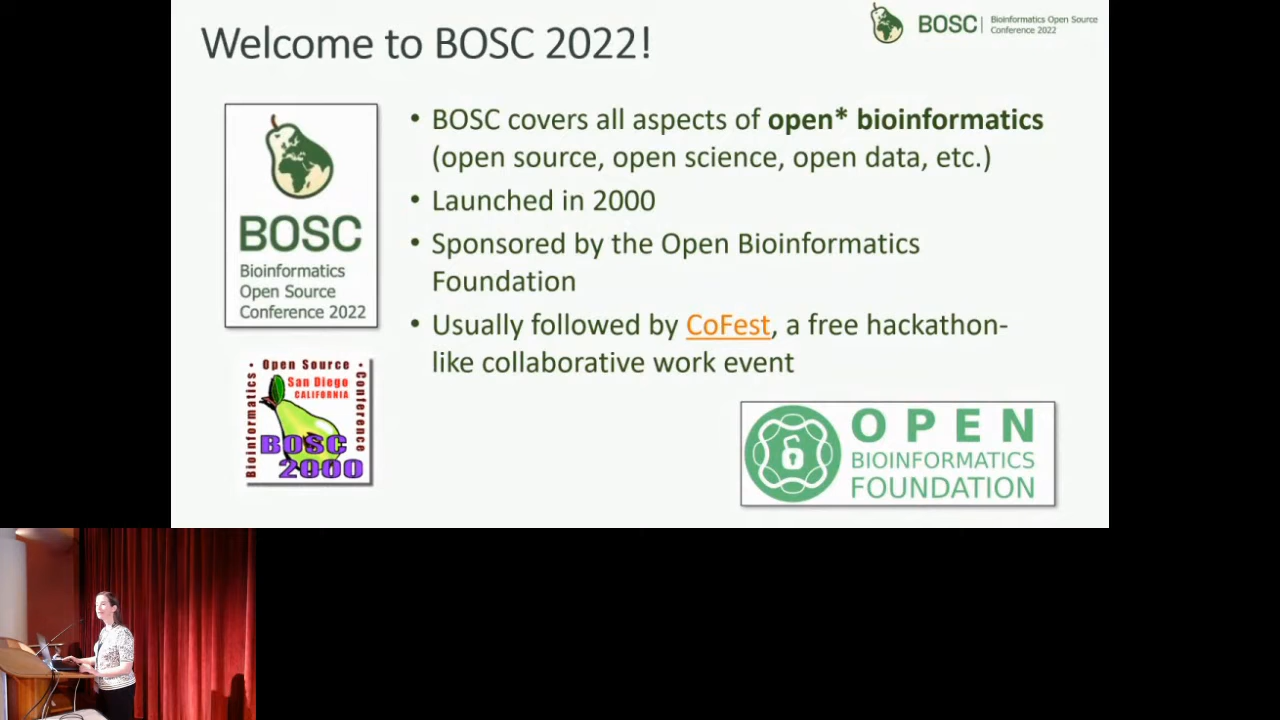 Welcome to BOSC 2022!
BOSC
Bioinformatics Open Source
Conference 2022
BOSC
Bioinformatics
Open Source
Conference 2022
• BOSC covers all aspects of open* bioinformatics
(open source, open science, open data, etc.)
• Launched in 2000
• Sponsored by the Open Bioinformatics
Foundation
• Usually followed by CoFest, a free hackathon-
like collaborative work event
• Open Source •
Bioinformatics
Conference
San Diego
CALIFORNIA
BOSC
2000
OPEN
BIOINFORMATICS
FOUNDATION